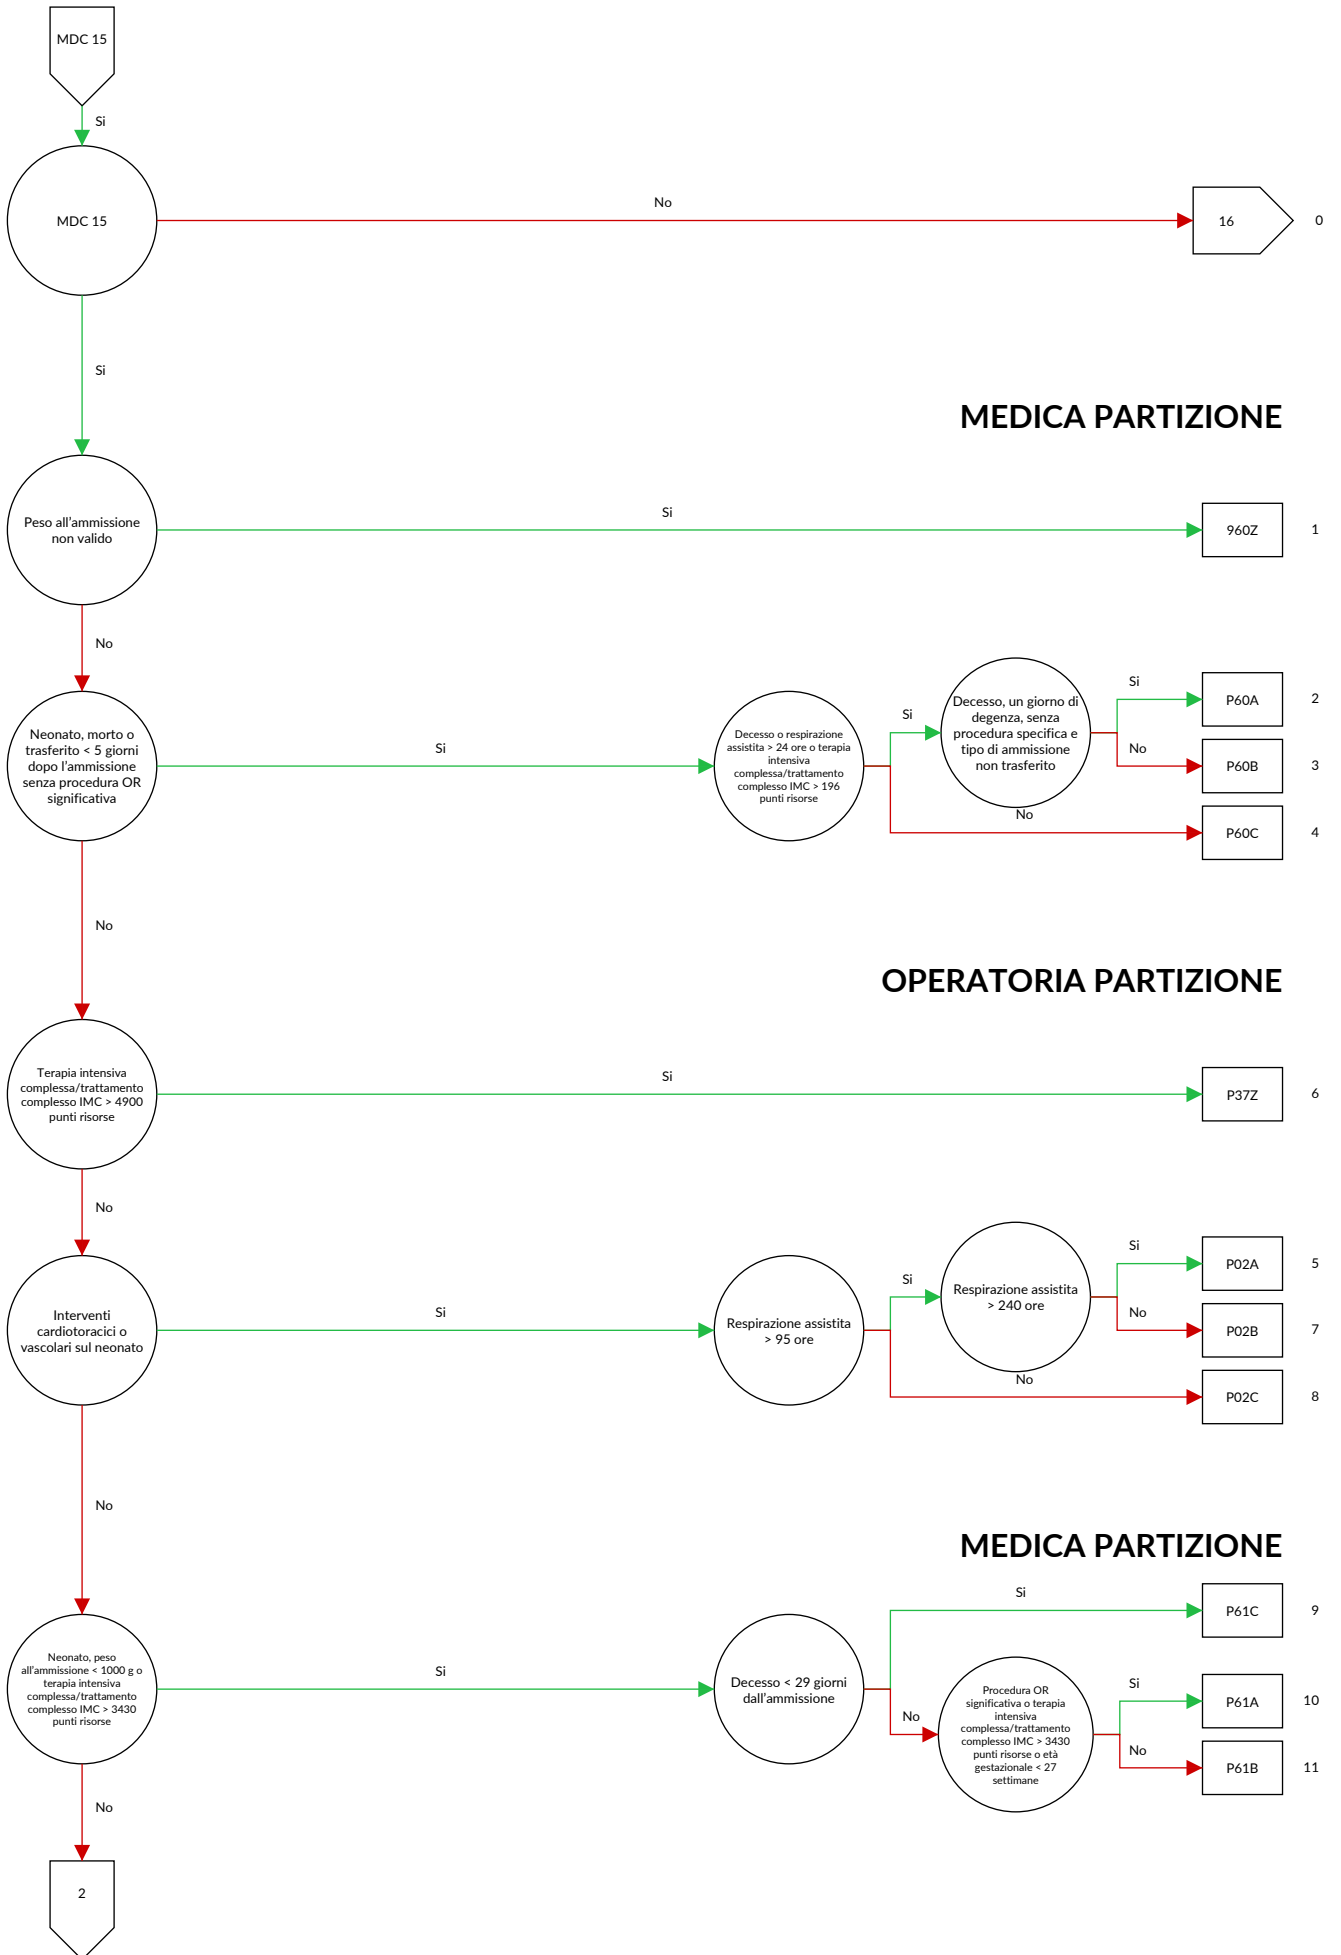 MDC 15
Si
MDC 15
No
16
0
Si
MEDICA PARTIZIONE
Peso all'ammissione
non valido
Si
960Z
1
No
Neonato, morto o
trasferito < 5 giorni
dopo l'ammissione
senza procedura OR
significativa
Si
Decesso o respirazione
assistita > 24 ore o terapia
intensiva
complessa/trattamento
complesso IMC > 196
punti risorse
Si
Decesso, un giorno di
degenza, senza
procedura specifica e
tipo di ammissione
non trasferito
Si
P60A
2
No
P60B
3
No
P60C
4
No
OPERATORIA PARTIZIONE
Terapia intensiva
complessa/trattamento
complesso IMC > 4900
punti risorse
Si
P37Z
6
No
Interventi
cardiotoracici o
vascolari sul neonato
Si
Respirazione assistita
> 95 ore
Si
Respirazione assistita
> 240 ore
Si
P02A
5
No
P02B
7
No
P02C
8
No
MEDICA PARTIZIONE
Neonato, peso
all'ammissione < 1000 g o
terapia intensiva
complessa/trattamento
complesso IMC > 3430
punti risorse
Si
Decesso < 29 giorni
dall'ammissione
Si
P61C
9
No
Procedura OR
significativa o terapia
intensiva
complessa/trattamento
complesso IMC > 3430
punti risorse o età
gestazionale < 27
settimane
Si
P61A
10
No
P61B
11
No
2